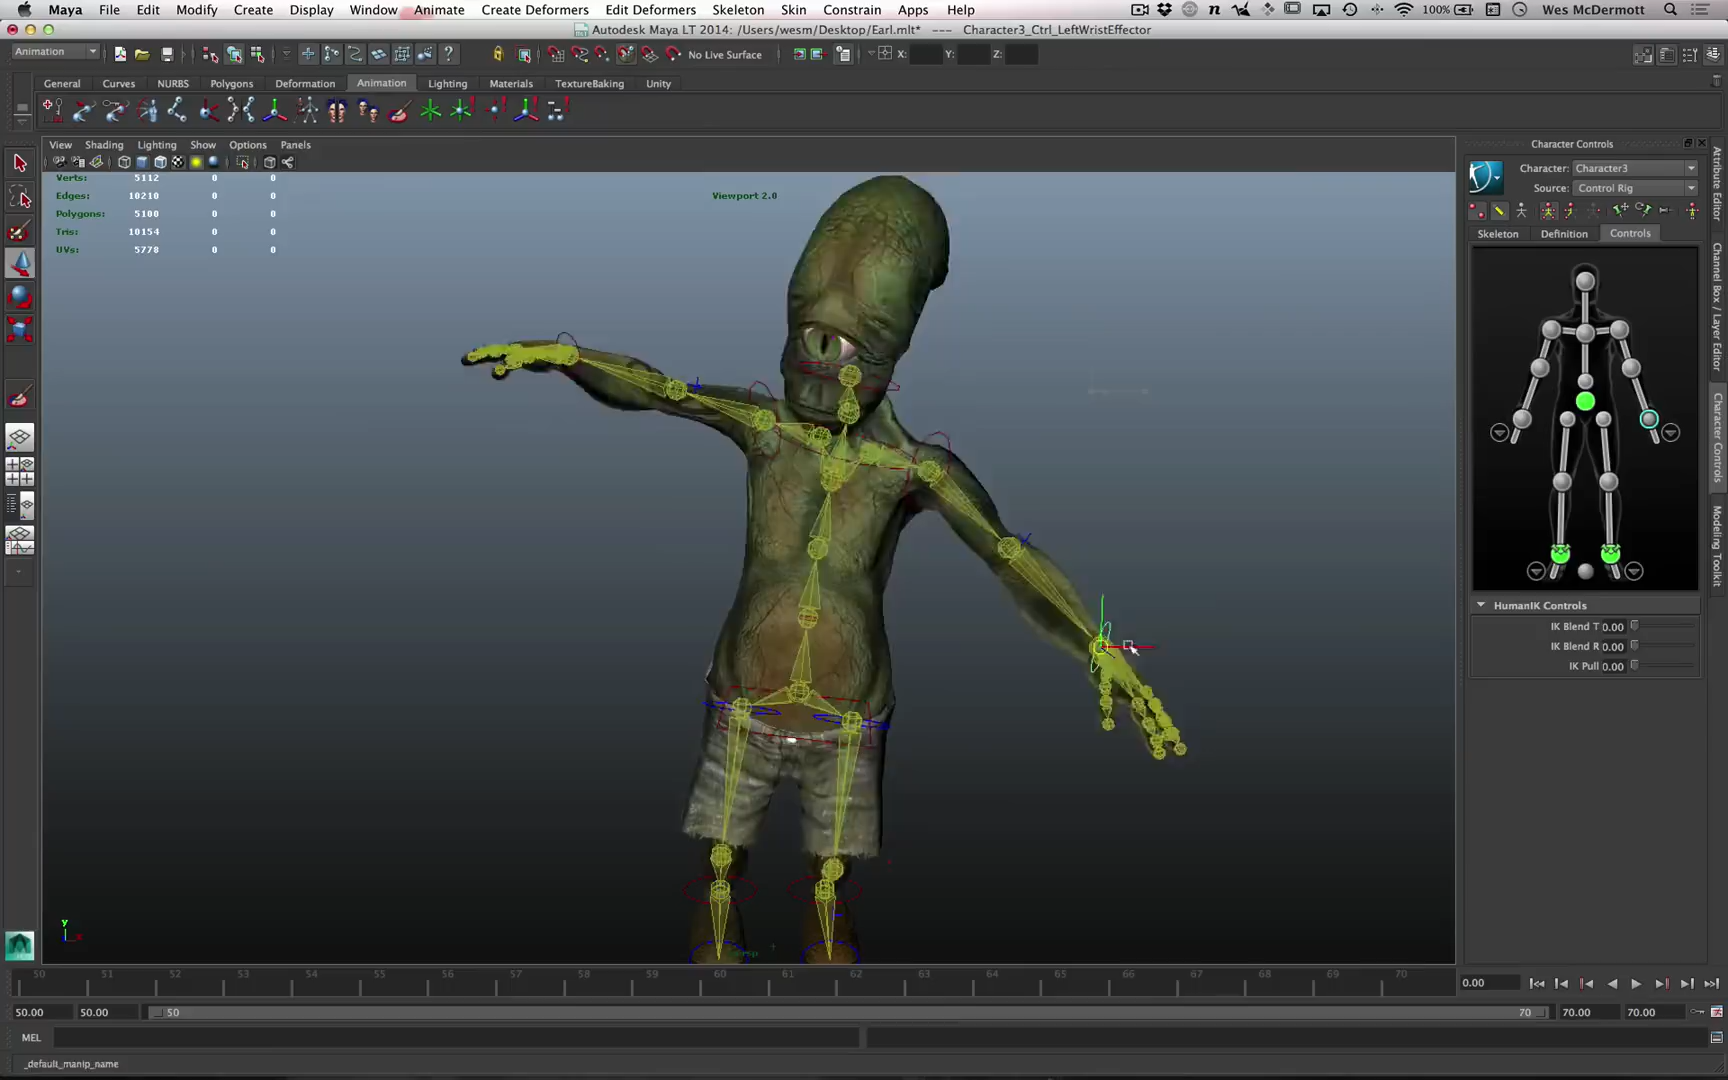 Maya File Edit Modify Create Display Window Animate Create Deformers Edit Deformers Skeleton Skin Constrain Apps Help 100% Wes McDermott
Autodesk Maya LT 2014: /Users/wesm/Desktop/Earl.mlt* --- Character3_Ctrl_LeftWristEffector
Animation No Live Surface X: Y: Z:
General Curves NURBS Polygons Deformation Animation Lighting Materials TextureBaking Unity
View Shading Lighting Show Options Panels
Character Controls
Character: Character3
Source: Control Rig
Skeleton Definition Controls
Verts: 5112 0 0
Edges: 10210 0 0
Polygons: 5100 0 0
Tris: 10154 0 0
UVs: 5778 0 0
Viewport 2.0
HumanIK Controls
IK Blend T 0.00
IK Blend R 0.00
IK Pull 0.00
Attribute Editor
Channel Box / Layer Editor
Character Controls
Modeling Toolkit
y
x
persp
50 51 52 53 54 55 56 57 58 59 60 61 62 63 64 65 66 67 68 69 70
0.00
50.00 50.00 50 70 70.00 70.00
MEL
_default_manip_name